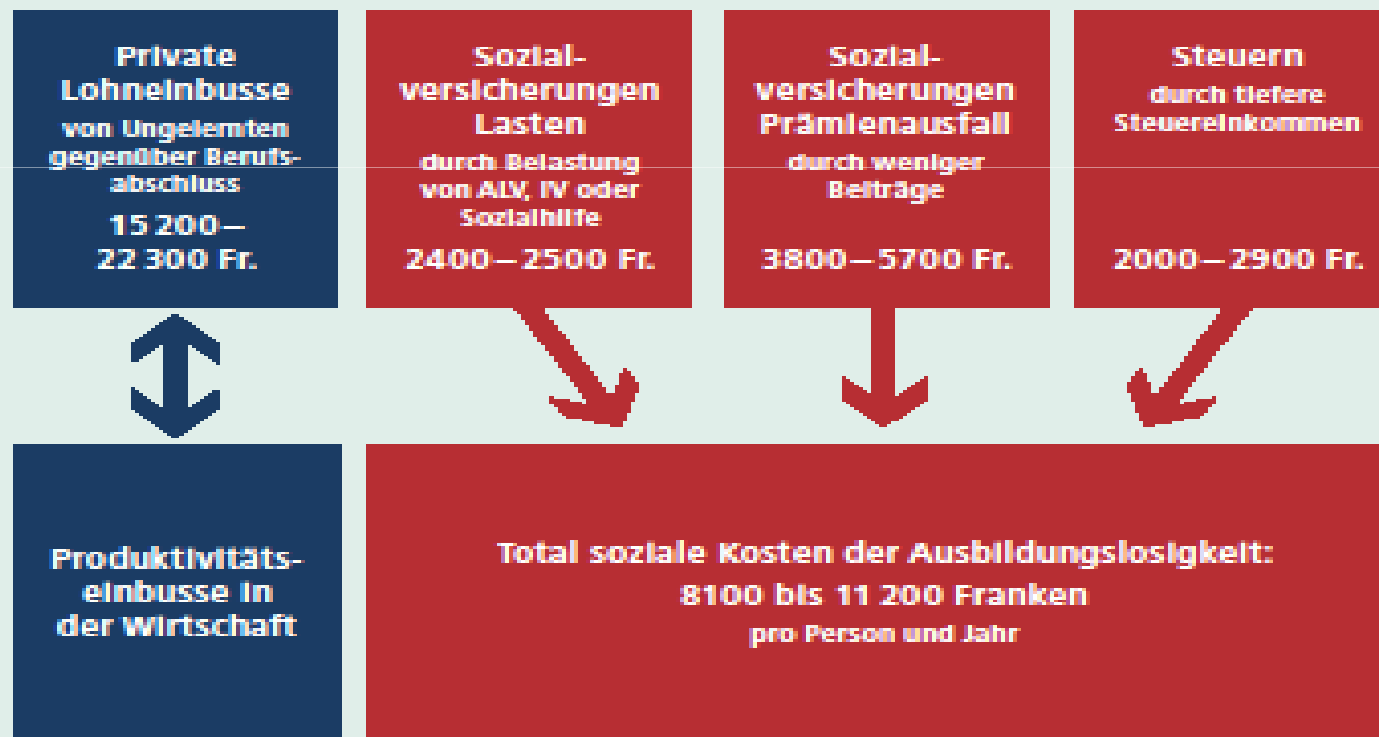 Private
Lohneinbusse
von Ungelernten
gegenüber Berufs-
abschluss
15 200—
22 300 Fr.
Sozial-
versicherungen
Lasten
durch Belastung
von ALV, IV oder
Sozialhilfe
2400—2500 Fr.
Sozial-
versicherungen
Prämienausfall
durch weniger
Beiträge
3800—5700 Fr.
Steuern
durch tiefere
Steuereinkommen
2000—2900 Fr.
Produktivitäts-
einbusse in
der Wirtschaft
Total soziale Kosten der Ausbildungslosigkeit:
8100 bis 11 200 Franken
pro Person und Jahr